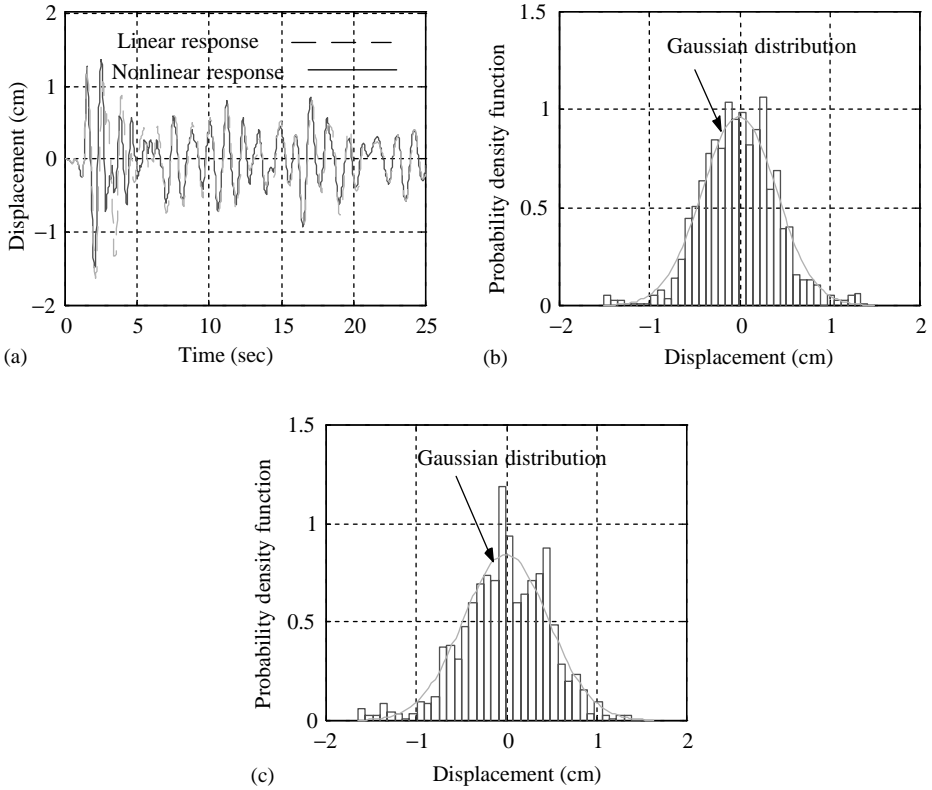 2
1
0
−1
−2
Displacement (cm)
Linear response
Nonlinear response
0 5 10 15 20 25
Time (sec)
(a)
1.5
1
0.5
0
Probability density function
Gaussian distribution
−2 −1 0 1 2
Displacement (cm)
(b)
1.5
1
0.5
0
Probability density function
Gaussian distribution
−2 −1 0 1 2
Displacement (cm)
(c)